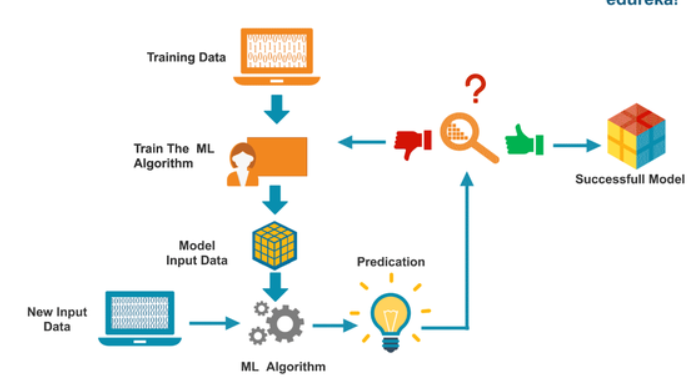 edureka!
Training Data
?
Train The ML
Algorithm
Successfull Model
Model
Input Data
Predication
New Input
Data
ML Algorithm